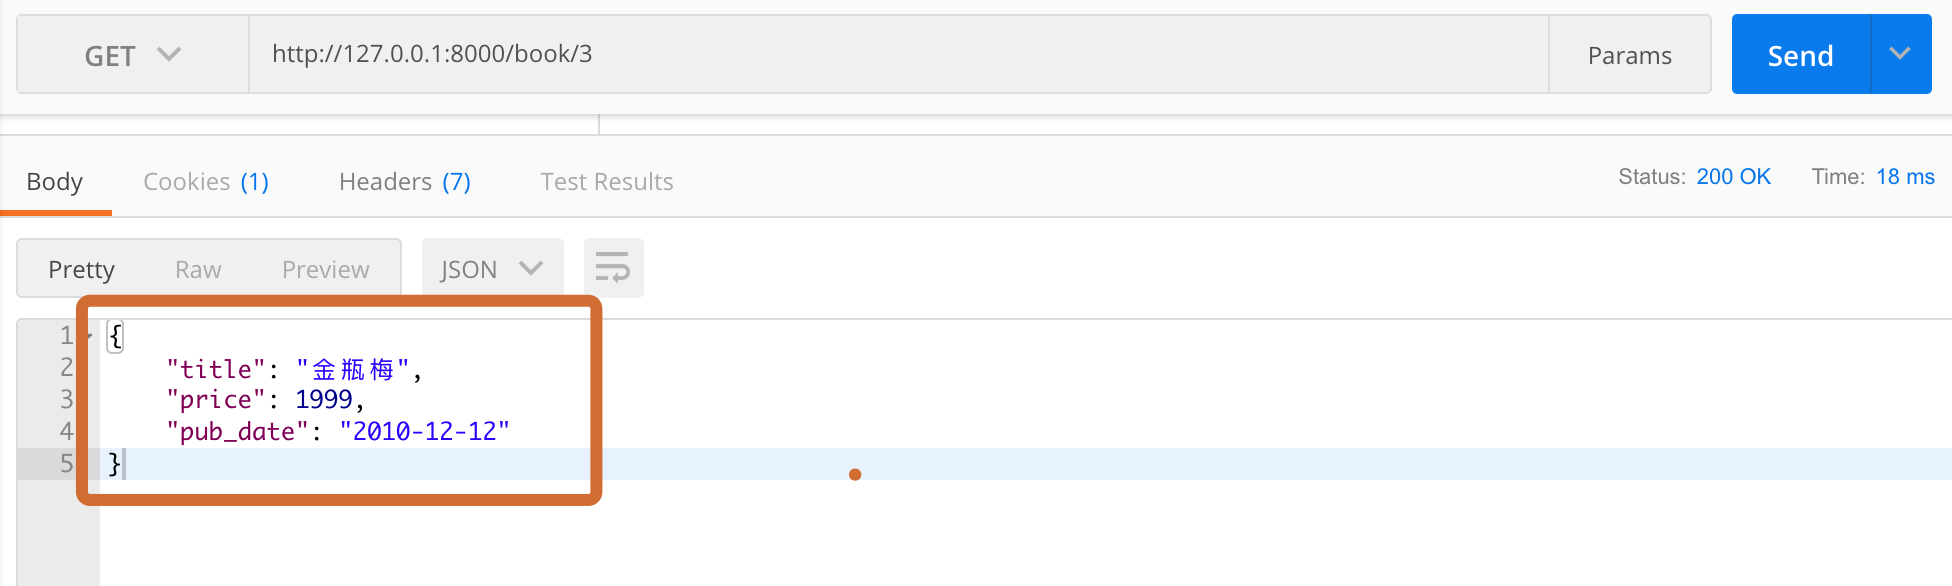 GET http://127.0.0.1:8000/book/3 Params Send
Body Cookies (1) Headers (7) Test Results Status: 200 OK Time: 18 ms
Pretty Raw Preview JSON
1 {
2 "title": "金瓶梅",
3 "price": 1999,
4 "pub_date": "2010-12-12"
5 }